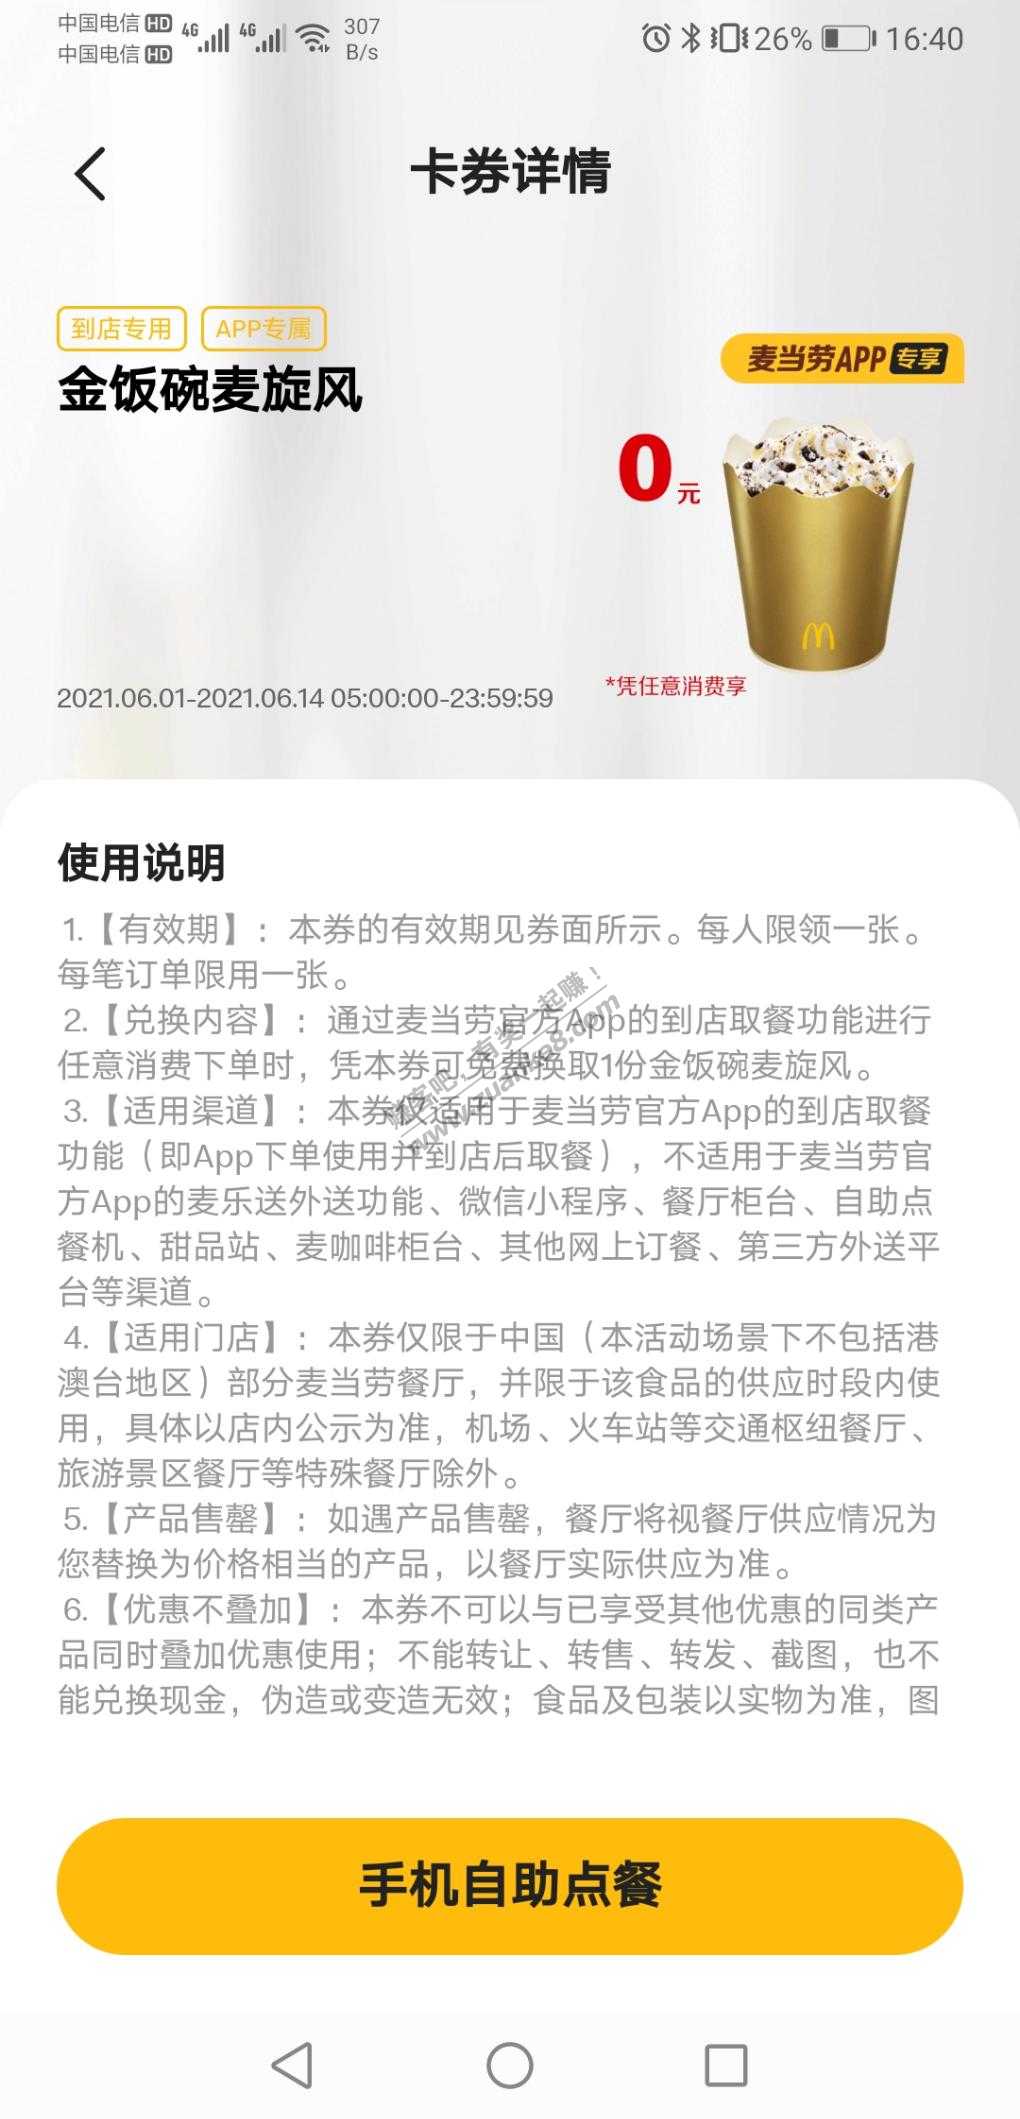 中国电信 HD 4G 4G 307 B/s 26% 16:40
中国电信 HD
卡券详情
到店专用 APP专属
麦当劳APP 专享
金饭碗麦旋风
0元
*凭任意消费享
2021.06.01-2021.06.14 05:00:00-23:59:59
使用说明
1.【有效期】：本券的有效期见券面所示。每人限领一张。
每笔订单限用一张。
2.【兑换内容】：通过麦当劳官方App的到店取餐功能进行
任意消费下单时，凭本券可免费换取1份金饭碗麦旋风。
3.【适用渠道】：本券仅适用于麦当劳官方App的到店取餐
功能（即App下单使用并到店后取餐），不适用于麦当劳官
方App的麦乐送外送功能、微信小程序、餐厅柜台、自助点
餐机、甜品站、麦咖啡柜台、其他网上订餐、第三方外送平
台等渠道。
4.【适用门店】：本券仅限于中国（本活动场景下不包括港
澳台地区）部分麦当劳餐厅，并限于该食品的供应时段内使
用，具体以店内公示为准，机场、火车站等交通枢纽餐厅、
旅游景区餐厅等特殊餐厅除外。
5.【产品售罄】：如遇产品售罄，餐厅将视餐厅供应情况为
您替换为价格相当的产品，以餐厅实际供应为准。
6.【优惠不叠加】：本券不可以与已享受其他优惠的同类产
品同时叠加优惠使用；不能转让、转售、转发、截图，也不
能兑换现金，伪造或变造无效；食品及包装以实物为准，图
赚客吧，有奖一起赚！
www.zuanke8.com
手机自助点餐